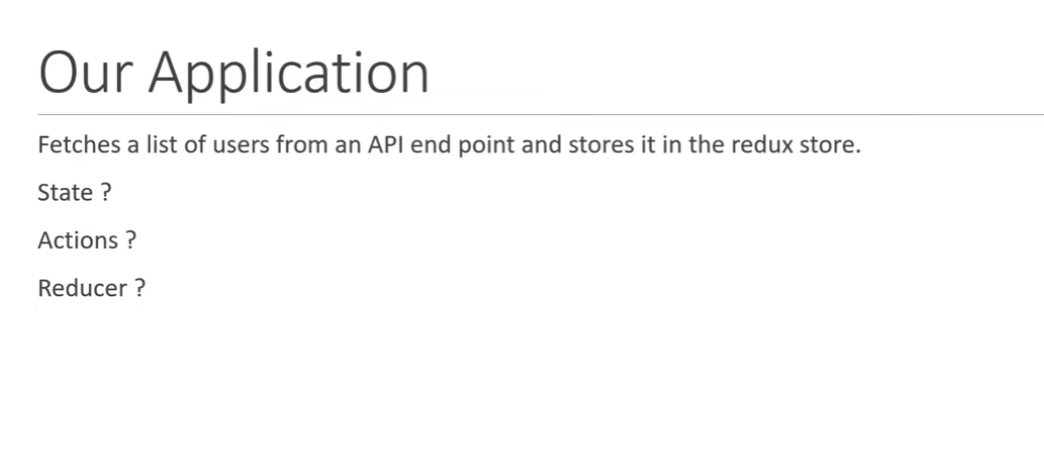 Our Application
Fetches a list of users from an API end point and stores it in the redux store.
State ?
Actions ?
Reducer ?